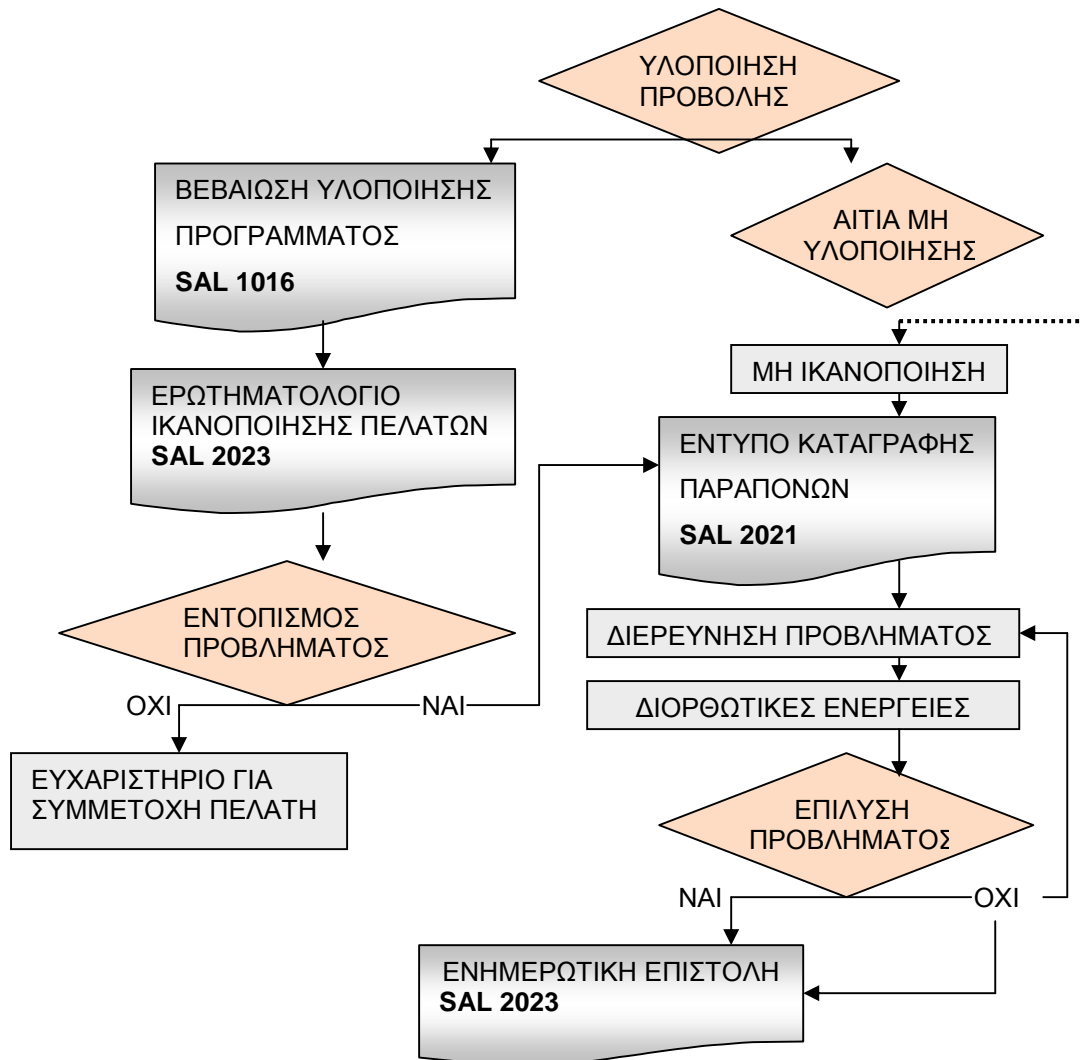 ΥΛΟΠΟΙΗΣΗ
ΠΡΟΒΟΛΗΣ
ΒΕΒΑΙΩΣΗ ΥΛΟΠΟΙΗΣΗΣ
ΠΡΟΓΡΑΜΜΑΤΟΣ
SAL 1016
ΑΙΤΙΑ ΜΗ
ΥΛΟΠΟΙΗΣΗΣ
ΜΗ ΙΚΑΝΟΠΟΙΗΣΗ
ΕΡΩΤΗΜΑΤΟΛΟΓΙΟ
ΙΚΑΝΟΠΟΙΗΣΗΣ ΠΕΛΑΤΩΝ
SAL 2023
ΕΝΤΥΠΟ ΚΑΤΑΓΡΑΦΗΣ
ΠΑΡΑΠΟΝΩΝ
SAL 2021
ΕΝΤΟΠΙΣΜΟΣ
ΠΡΟΒΛΗΜΑΤΟΣ
ΔΙΕΡΕΥΝΗΣΗ ΠΡΟΒΛΗΜΑΤΟΣ
ΟΧΙ
ΝΑΙ
ΔΙΟΡΘΩΤΙΚΕΣ ΕΝΕΡΓΕΙΕΣ
ΕΥΧΑΡΙΣΤΗΡΙΟ ΓΙΑ
ΣΥΜΜΕΤΟΧΗ ΠΕΛΑΤΗ
ΕΠΙΛΥΣΗ
ΠΡΟΒΛΗΜΑΤΟΣ
ΝΑΙ
ΟΧΙ
ΕΝΗΜΕΡΩΤΙΚΗ ΕΠΙΣΤΟΛΗ
SAL 2023